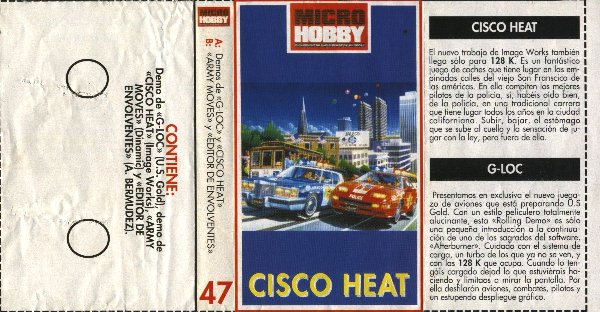 CONTIENE:
Demo de «G-LOC» (U.S. Gold), demo de
«CISCO HEAT» (Image Works), «ARMY
MOVES» (Dinamic) y «EDITOR DE
ENVOLVENTES» (A. RODRIGUEZ).
MICRO
HOBBY
A: Demos de «G-LOC» y «CISCO HEAT»
B: «ARMY MOVES» y «EDITOR DE ENVOLVENTES»
47
MICRO
HOBBY
POLICE
CISCO HEAT
CISCO HEAT
El nuevo trabajo de Image Works también
llega sólo para 128 K. Es un fantástico
juego de coches que tiene lugar en las em-
pinadas calles del viejo San Franscico de
las américas. En ella compiten los mejores
pilotos de la policía, sí, habéis oído bien,
de la policía, en una tradicional carrera
que tiene lugar todos los años en la ciudad
californiana. Subir, bajar, el estómago
que se sube al cuello y la sensación de ju-
gar con la ley, pero fuera de ella.
G-LOC
Presentamos en exclusiva el nuevo juega-
zo de aviones que está preparando U.S
Gold. Con un estilo peliculero totalmente
alucinante, esta «Rolling Demo» es sólo
una pequeña introducción a la continua-
ción de uno de los sagrados del software,
«Afterburner». Cuidado con el sistema de
carga, un turbo de los que ya no se ven, y
con las 128 K que ocupa. Cuando lo ten-
gáis cargado dejad lo que estuvierais ha-
ciendo y limitaos a mirar la pantalla. Por
ella desfilarán aviones, combates, pilotos y
un estupendo despliegue gráfico.